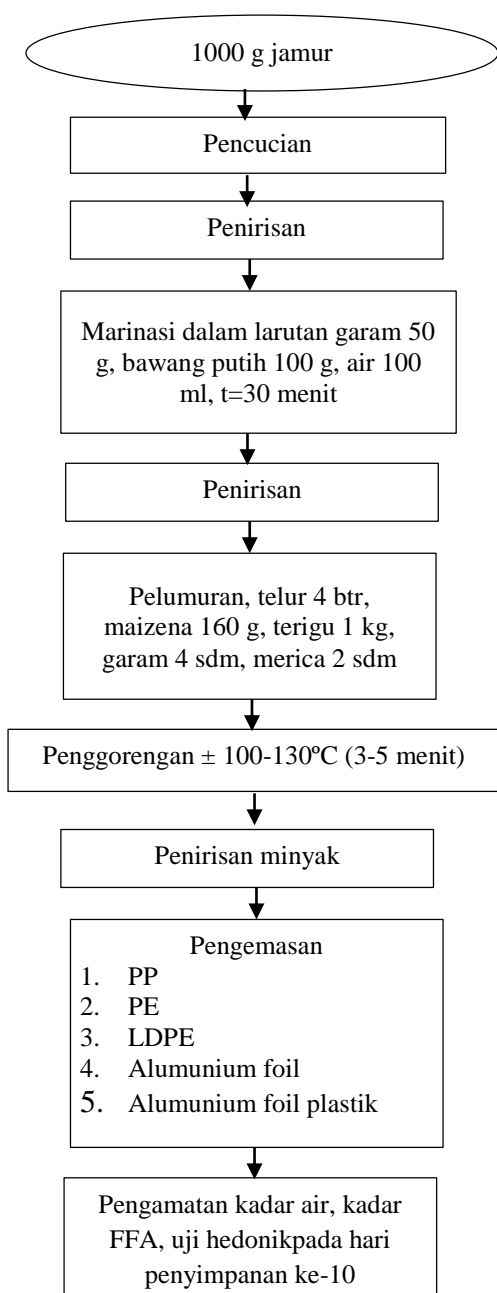 1000 g jamur
Pencucian
Penirisan
Marinasi dalam larutan garam 50
g, bawang putih 100 g, air 100
ml, t=30 menit
Penirisan
Pelumuran, telur 4 btr,
maizena 160 g, terigu 1 kg,
garam 4 sdm, merica 2 sdm
Penggorengan ± 100-130ºC (3-5 menit)
Penirisan minyak
Pengemasan
1. PP
2. PE
3. LDPE
4. Alumunium foil
5. Alumunium foil plastik
Pengamatan kadar air, kadar
FFA, uji hedonikpada hari
penyimpanan ke-10